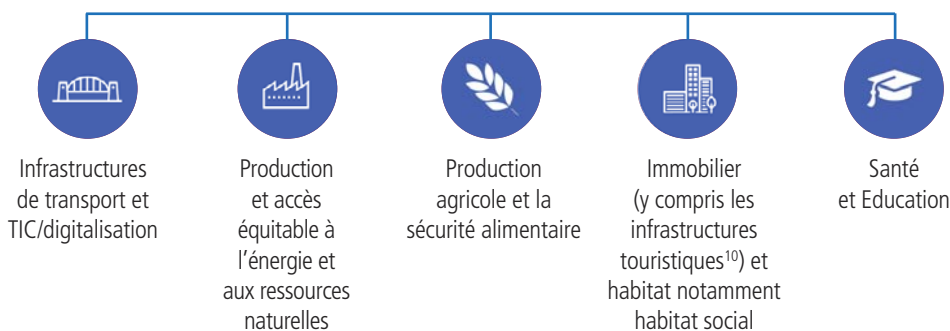 Infrastructures
de transport et
TIC/digitalisation
Production
et accès
équitable à
l’énergie et
aux ressources
naturelles
Production
agricole et la
sécurité alimentaire
Immobilier
(y compris les
infrastructures
touristiques¹⁰) et
habitat notamment
habitat social
Santé
et Education